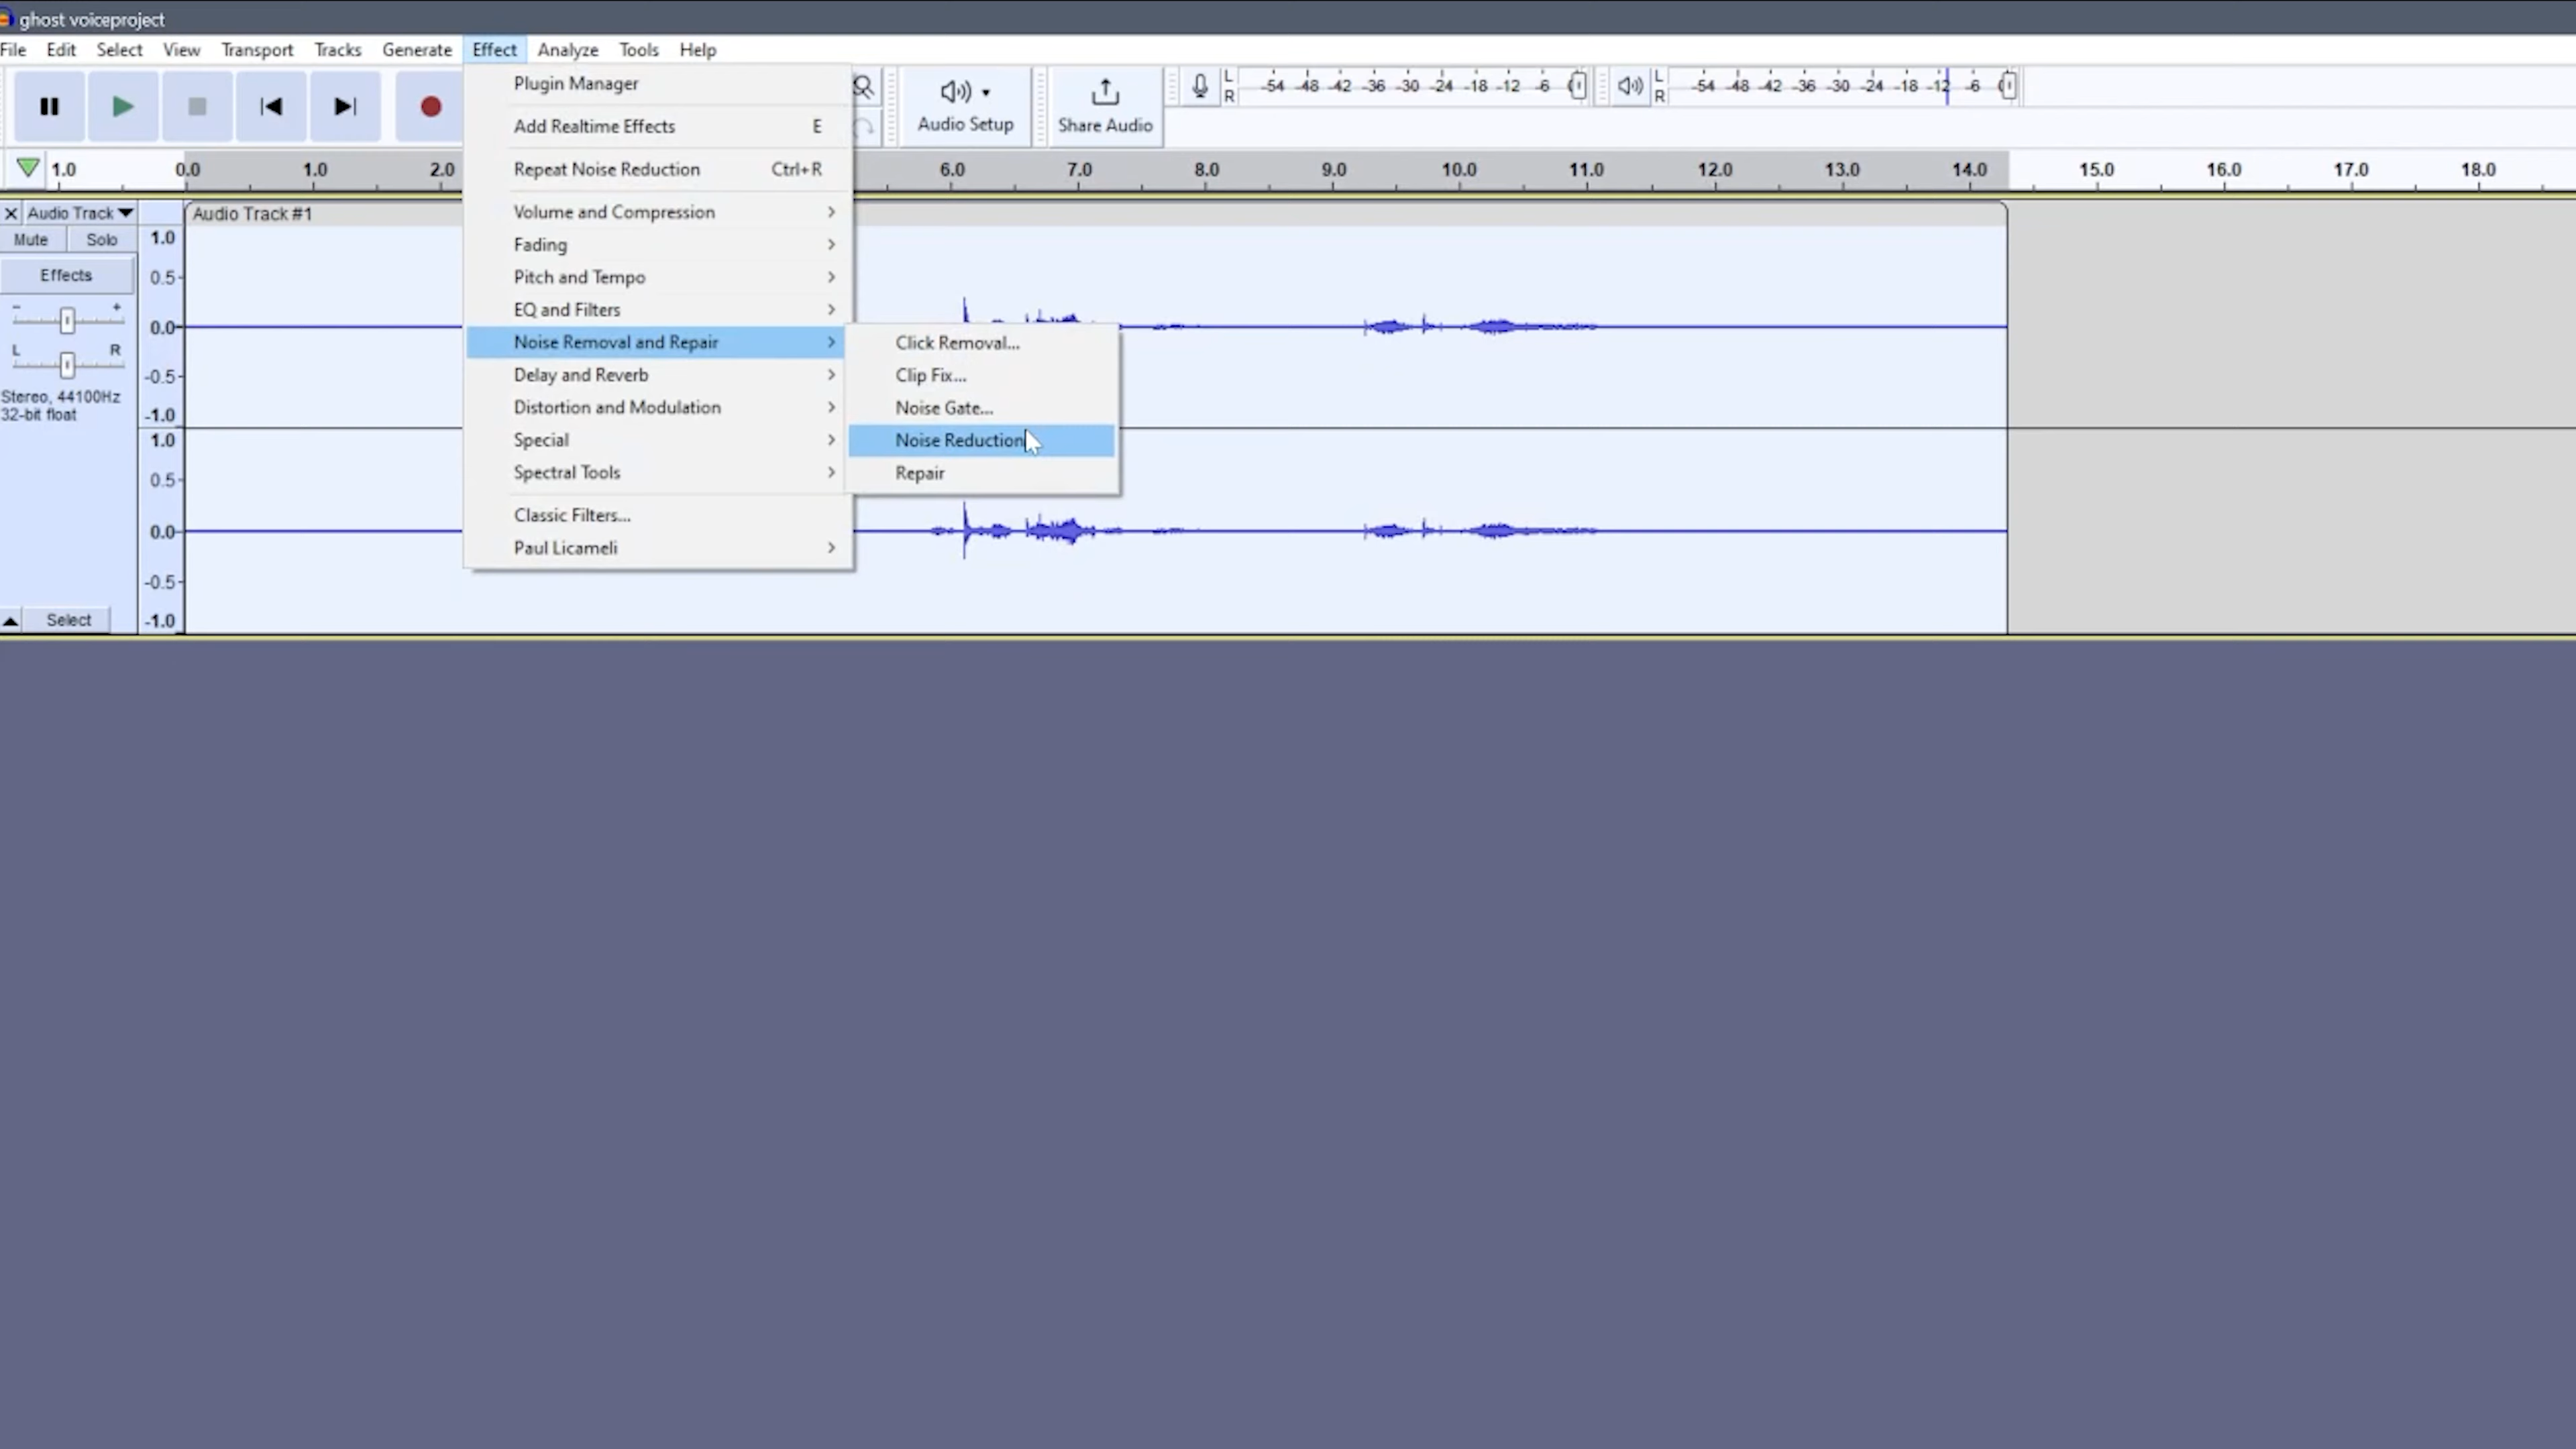 ghost voiceproject
File Edit Select View Transport Tracks Generate Effect Analyze Tools Help
Plugin Manager
Add Realtime Effects E
Repeat Noise Reduction Ctrl+R
Volume and Compression
Fading
Pitch and Tempo
EQ and Filters
Noise Removal and Repair
Delay and Reverb
Distortion and Modulation
Special
Spectral Tools
Classic Filters...
Paul Licameli
Click Removal...
Clip Fix...
Noise Gate...
Noise Reduction
Repair
Audio Setup
Share Audio
L
R
-54 -48 -42 -36 -30 -24 -18 -12 -6
L
R
-54 -48 -42 -36 -30 -24 -18 -12 -6
1.0 0.0 1.0 2.0 6.0 7.0 8.0 9.0 10.0 11.0 12.0 13.0 14.0 15.0 16.0 17.0 18.0
Audio Track
Audio Track #1
Mute Solo
Effects
- +
L R
Stereo, 44100Hz
32-bit float
Select
1.0
0.5
0.0
-0.5
-1.0
1.0
0.5
0.0
-0.5
-1.0